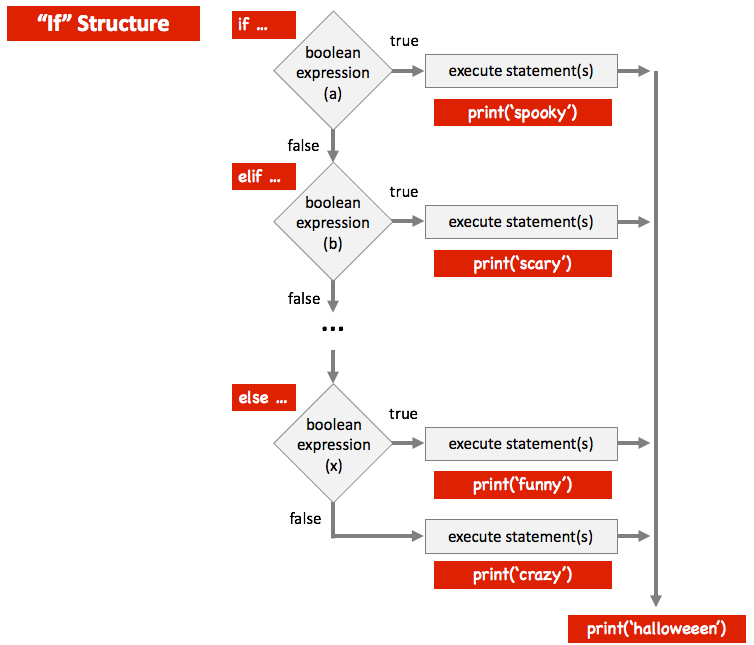 “If” Structure
if …
boolean
expression
(a)
true
execute statement(s)
print(‘spooky’)
false
elif …
boolean
expression
(b)
true
execute statement(s)
print(‘scary’)
false
...
else …
boolean
expression
(x)
true
execute statement(s)
print(‘funny’)
false
execute statement(s)
print(‘crazy’)
print(‘halloweeen’)